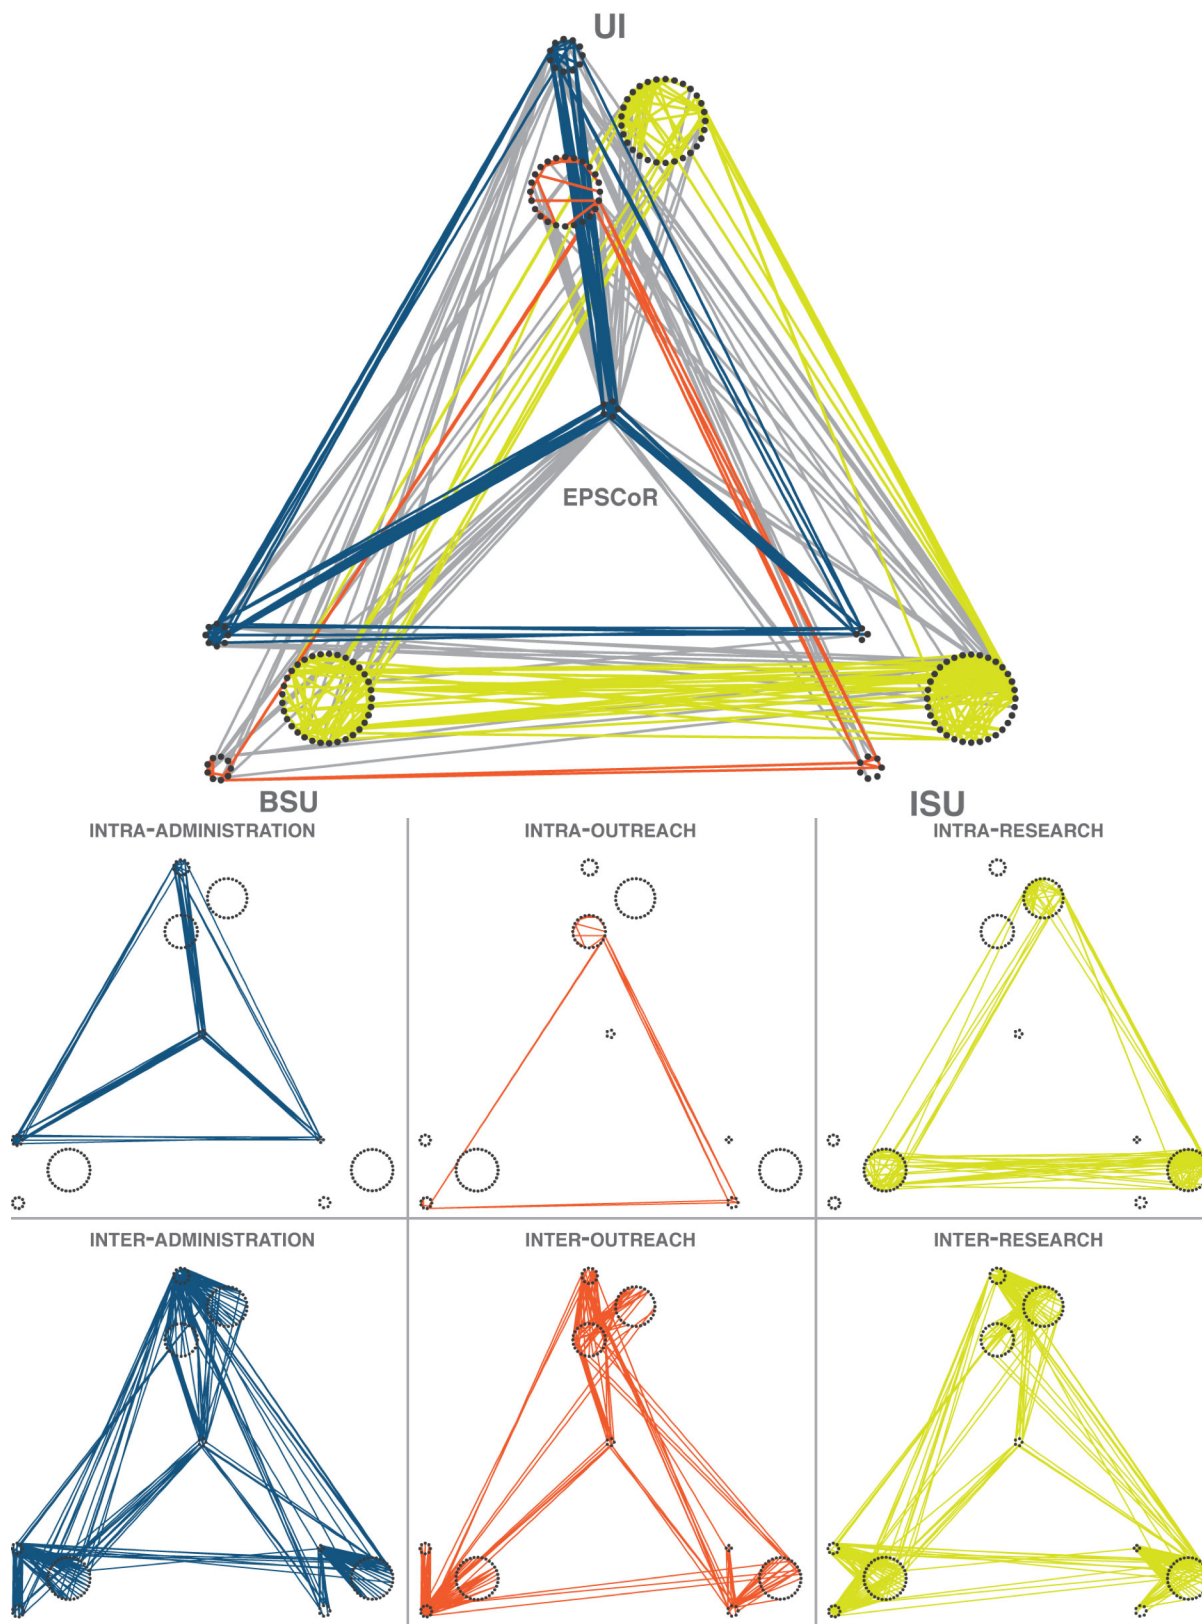 UI
EPSCoR
BSU
ISU
INTRA-ADMINISTRATION
INTRA-OUTREACH
INTRA-RESEARCH
INTER-ADMINISTRATION
INTER-OUTREACH
INTER-RESEARCH